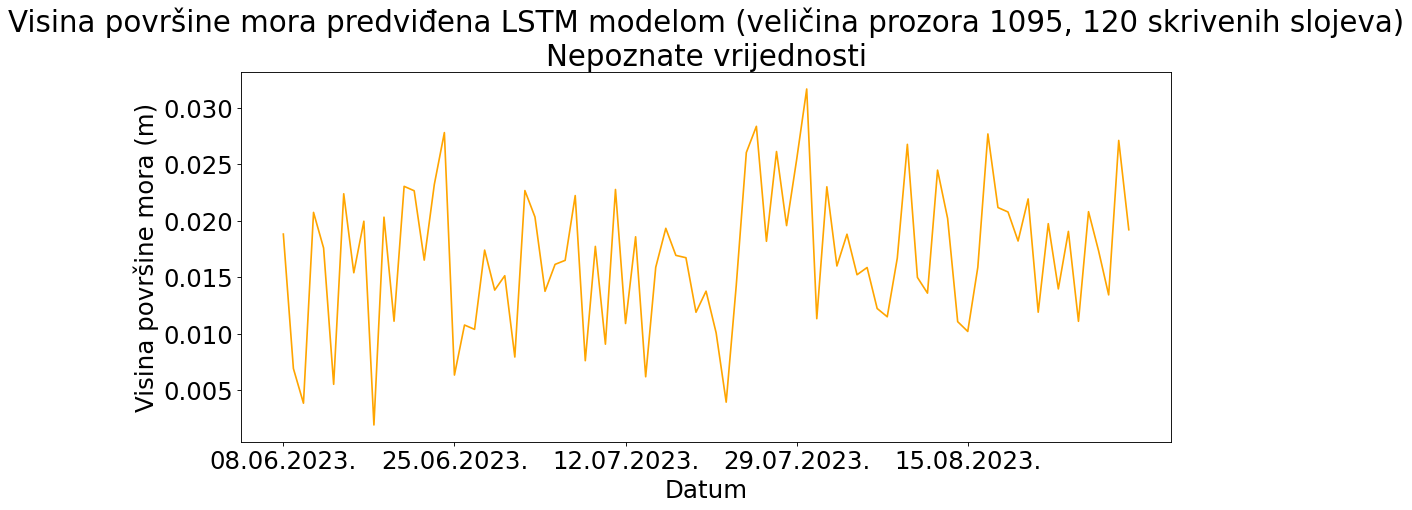 Visina površine mora predviđena LSTM modelom (veličina prozora 1095, 120 skrivenih slojeva)
Nepoznate vrijednosti
Visina površine mora (m)
0.030
0.025
0.020
0.015
0.010
0.005
08.06.2023. 25.06.2023. 12.07.2023. 29.07.2023. 15.08.2023.
Datum